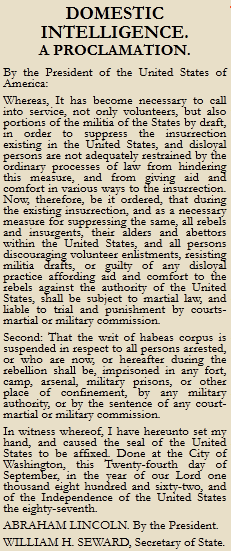 DOMESTIC
INTELLIGENCE.
A PROCLAMATION.
By the President of the United States of
America:
Whereas, It has become necessary to call
into service, not only volunteers, but also
portions of the militia of the States by draft,
in order to suppress the insurrection
existing in the United States, and disloyal
persons are not adequately restrained by the
ordinary processes of law from hindering
this measure, and from giving aid and
comfort in various ways to the insurrection.
Now, therefore, be it ordered, that during
the existing insurrection, and as a necessary
measure for suppressing the same, all rebels
and insurgents, their alders and abettors
within the United States, and all persons
discouraging volunteer enlistments, resisting
militia drafts, or guilty of any disloyal
practice affording aid and comfort to the
rebels against the authority of the United
States, shall be subject to martial law, and
liable to trial and punishment by courts-
martial or military commission.
Second: That the writ of habeas corpus is
suspended in respect to all persons arrested,
or who are now, or hereafter during the
rebellion shall be, imprisoned in any fort,
camp, arsenal, military prisons, or other
place of confinement, by any military
authority, or by the sentence of any court-
martial or military commission.
In witness whereof, I have hereunto set my
hand, and caused the seal of the United
States to be affixed. Done at the City of
Washington, this Twenty-fourth day of
September, in the year of our Lord one
thousand eight hundred and sixty-two, and
of the Independence of the United States
the eighty-seventh.
ABRAHAM LINCOLN. By the President.
WILLIAM H. SEWARD, Secretary of State.